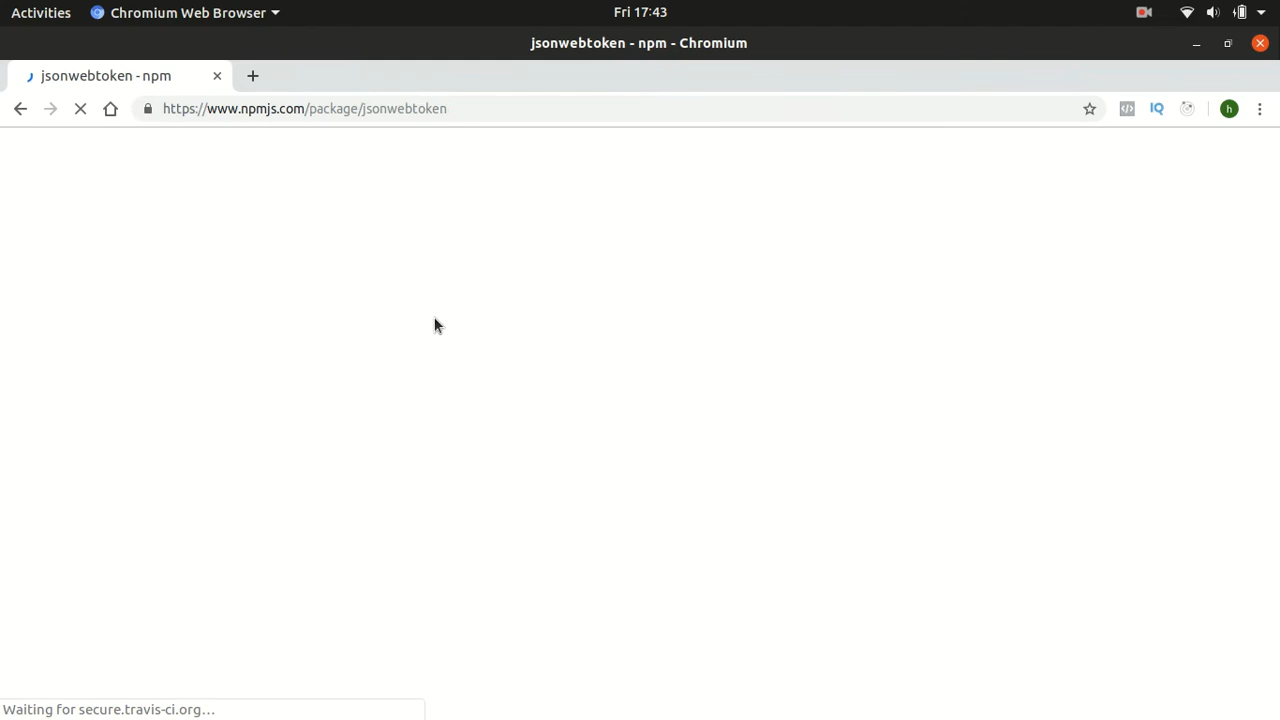 Activities
Chromium Web Browser
Fri 17:43
jsonwebtoken - npm - Chromium
jsonwebtoken - npm
https://www.npmjs.com/package/jsonwebtoken
IQ
h
Waiting for secure.travis-ci.org...